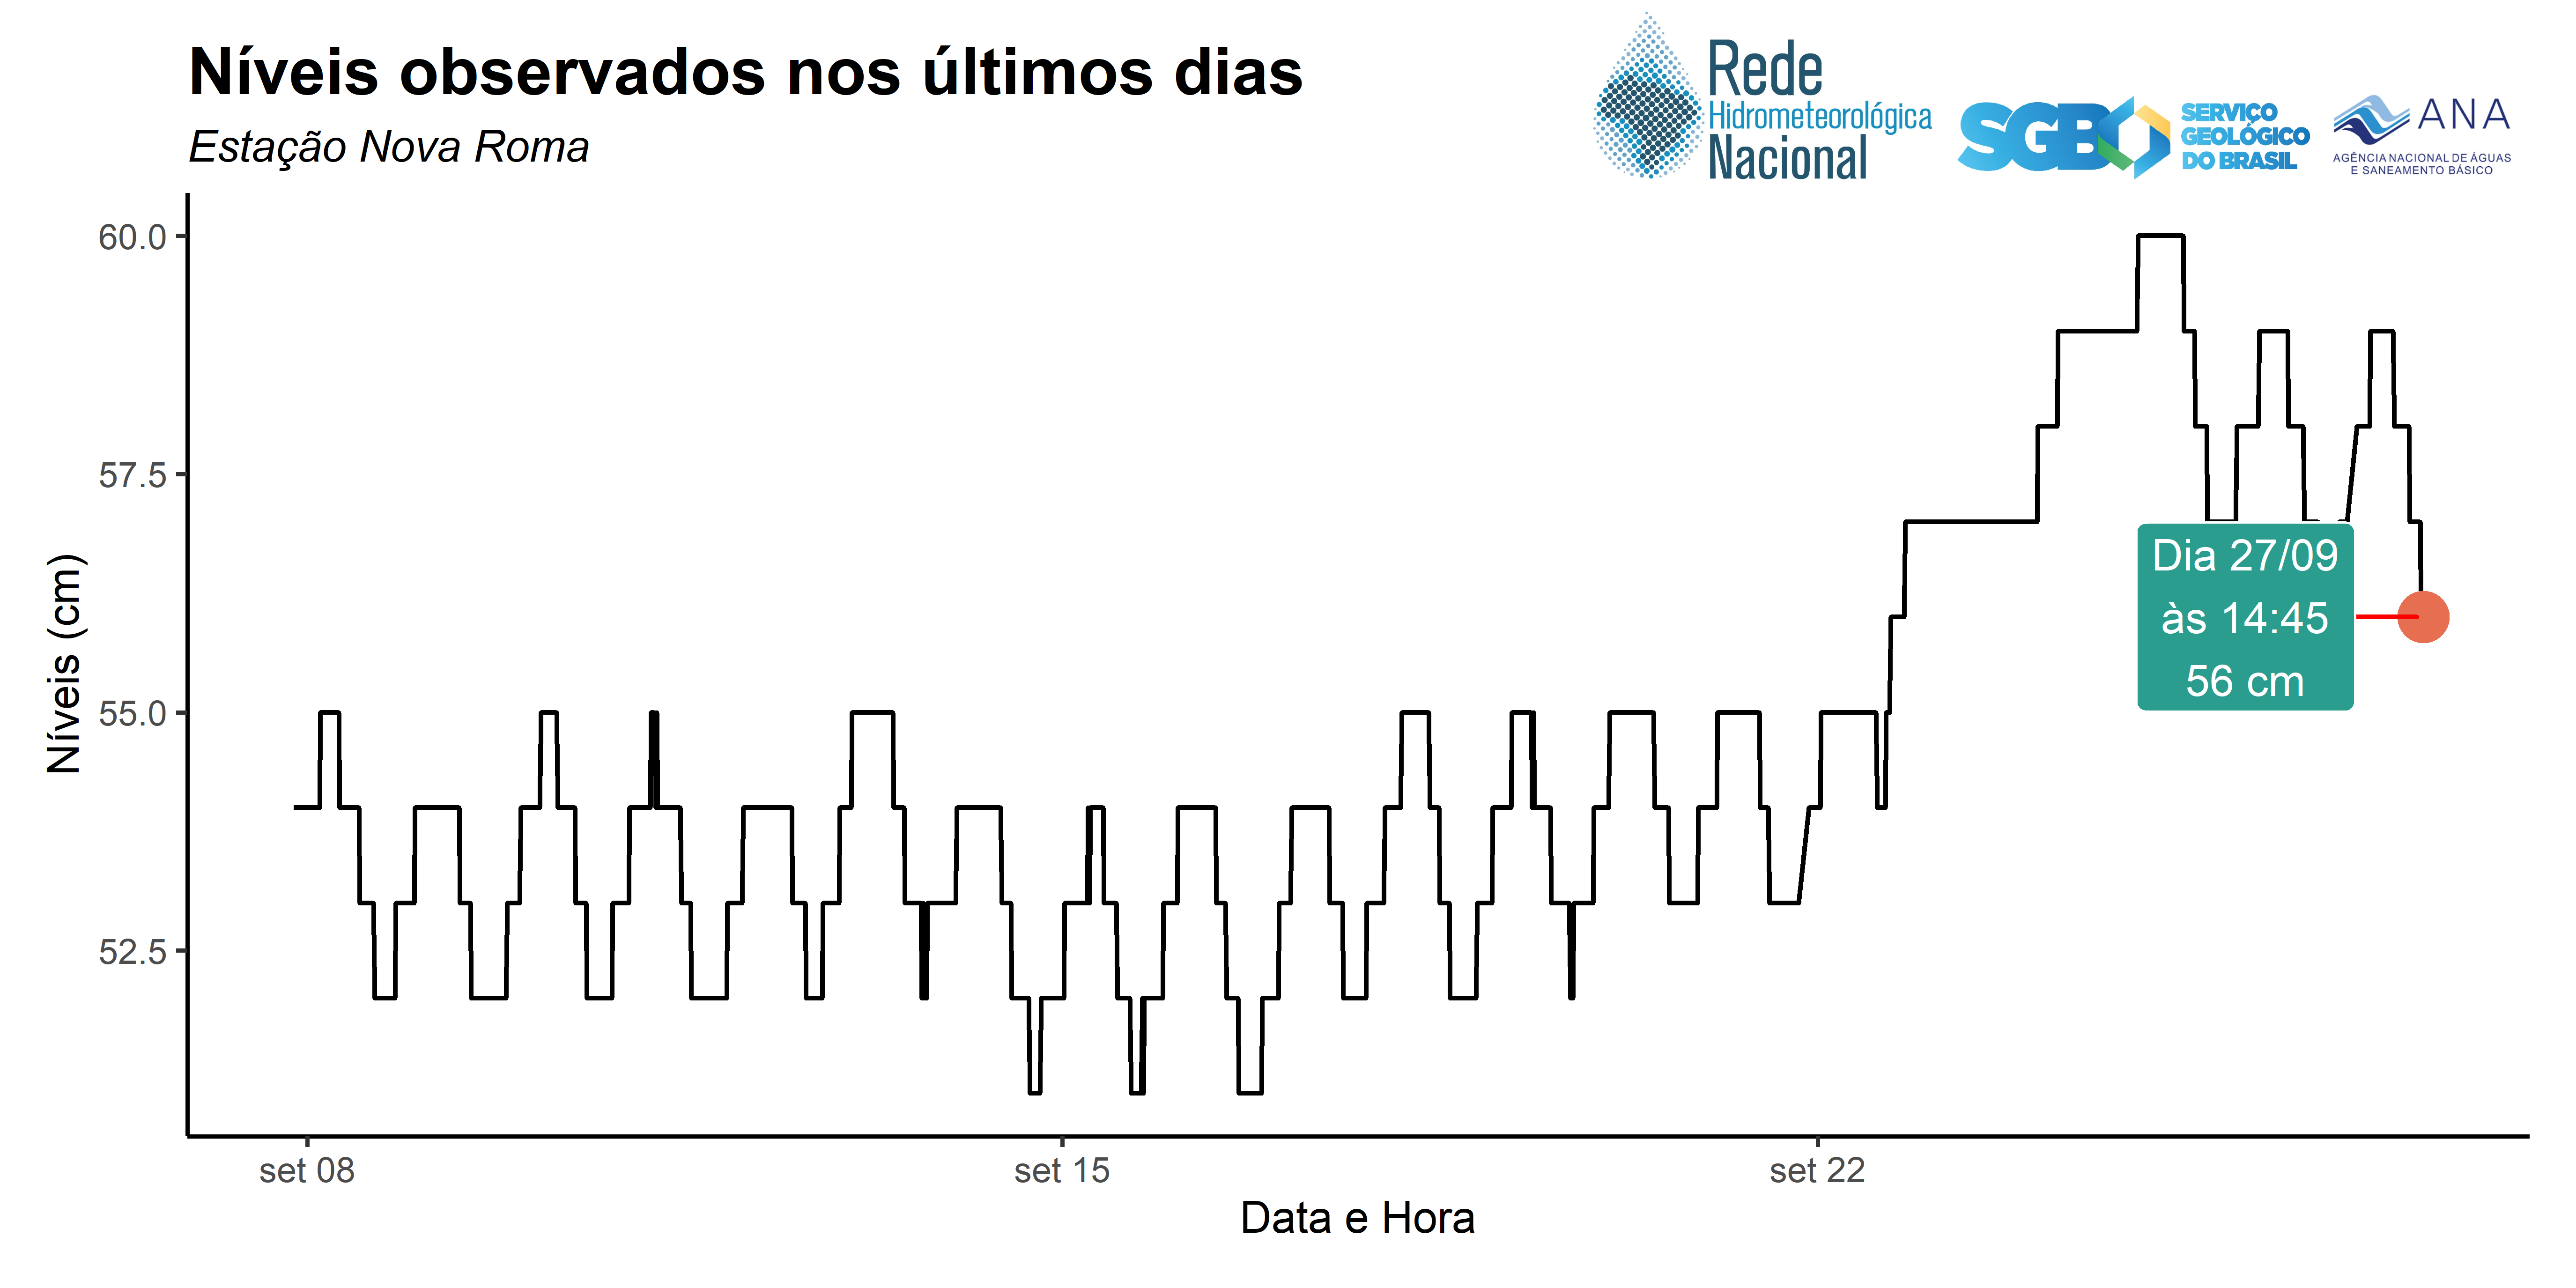 Níveis observados nos últimos dias
Estação Nova Roma
Rede
Hidrometeorológica
Nacional
SGB
SERVIÇO
GEOLÓGICO
DO BRASIL
ANA
AGÊNCIA NACIONAL DE ÁGUAS
E SANEAMENTO BÁSICO
Níveis (cm)
60.0
57.5
55.0
52.5
Dia 27/09
às 14:45
56 cm
set 08
set 15
set 22
Data e Hora